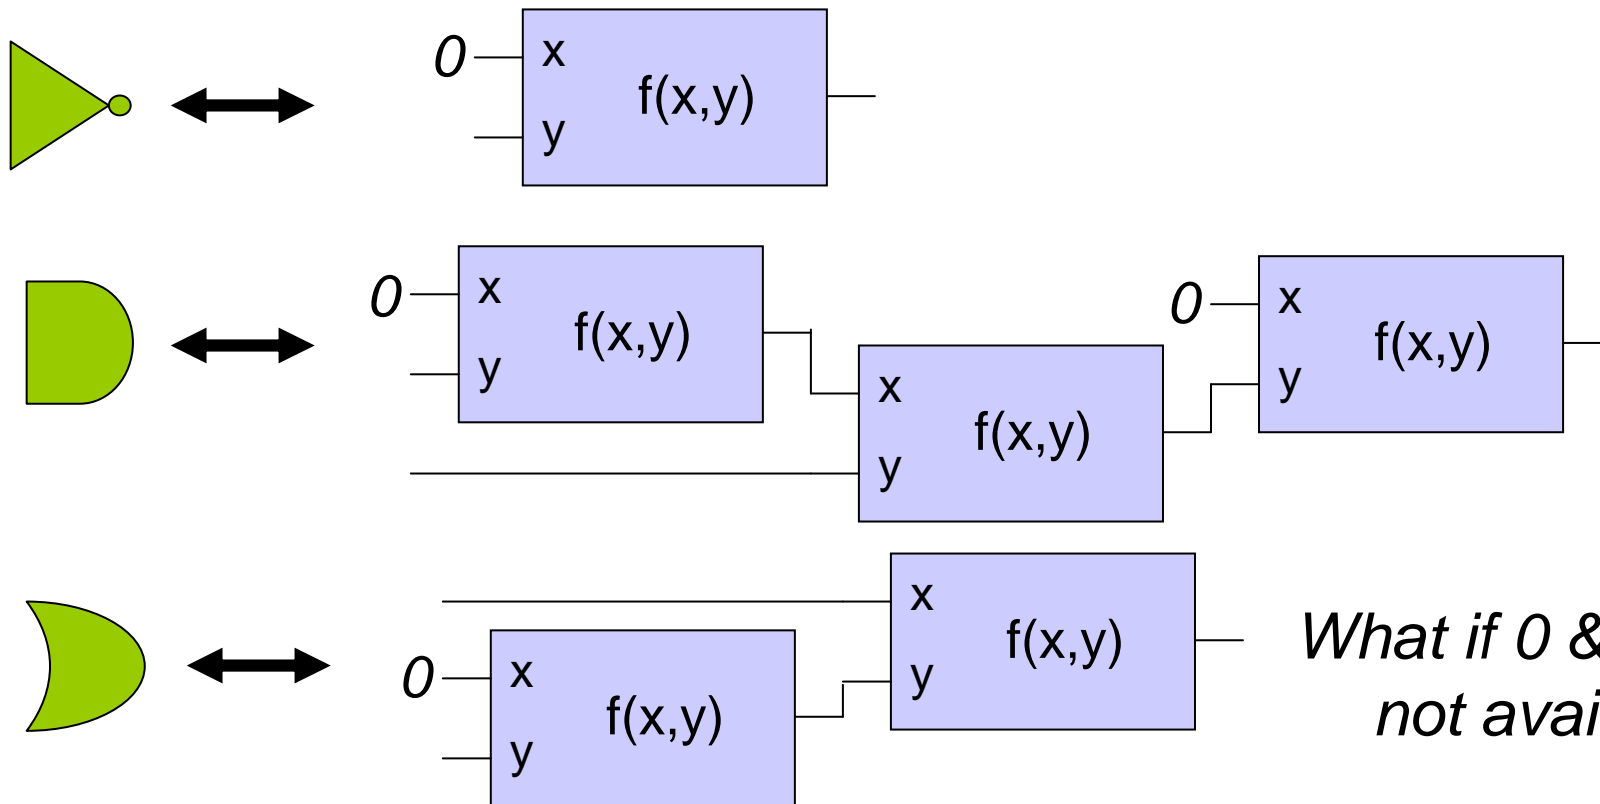 0 x
f(x,y)
y
0 x
f(x,y)
y
x
f(x,y)
y
0 x
f(x,y)
y
x
f(x,y)
y
0 x
f(x,y)
y
What if 0 &
not avai